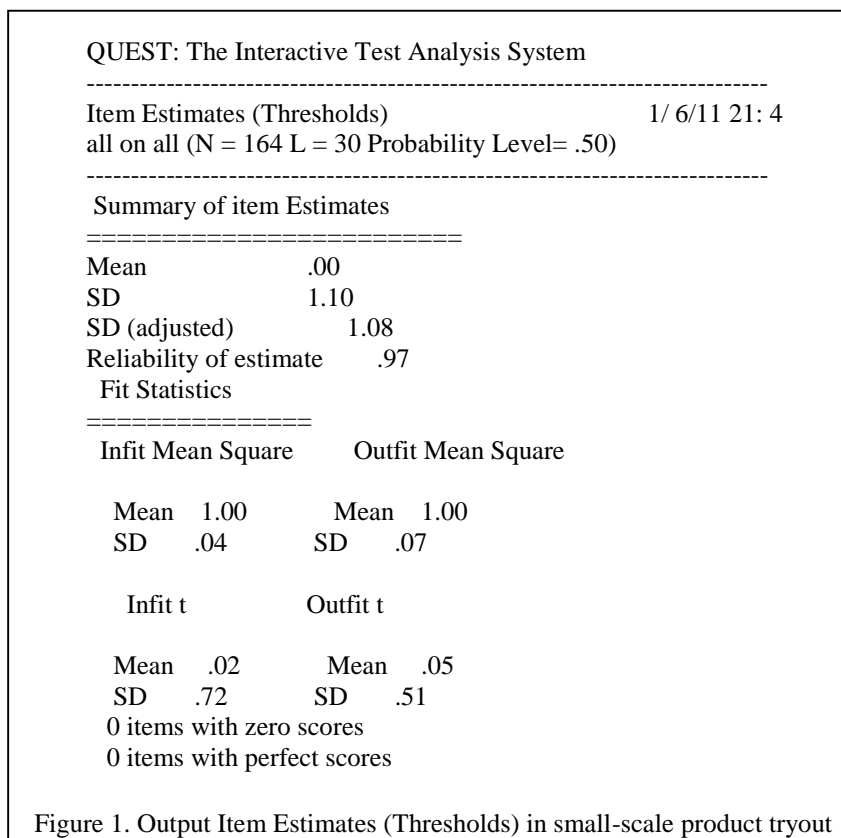 QUEST: The Interactive Test Analysis System
--------------------------------------------------------------------------------
Item Estimates (Thresholds) 1/ 6/11 21: 4
all on all (N = 164 L = 30 Probability Level= .50)
--------------------------------------------------------------------------------
Summary of item Estimates
=========================
Mean .00
SD 1.10
SD (adjusted) 1.08
Reliability of estimate .97
Fit Statistics
===============
Infit Mean Square Outfit Mean Square
Mean 1.00 Mean 1.00
SD .04 SD .07
Infit t Outfit t
Mean .02 Mean .05
SD .72 SD .51
0 items with zero scores
0 items with perfect scores
Figure 1. Output Item Estimates (Thresholds) in small-scale product tryout